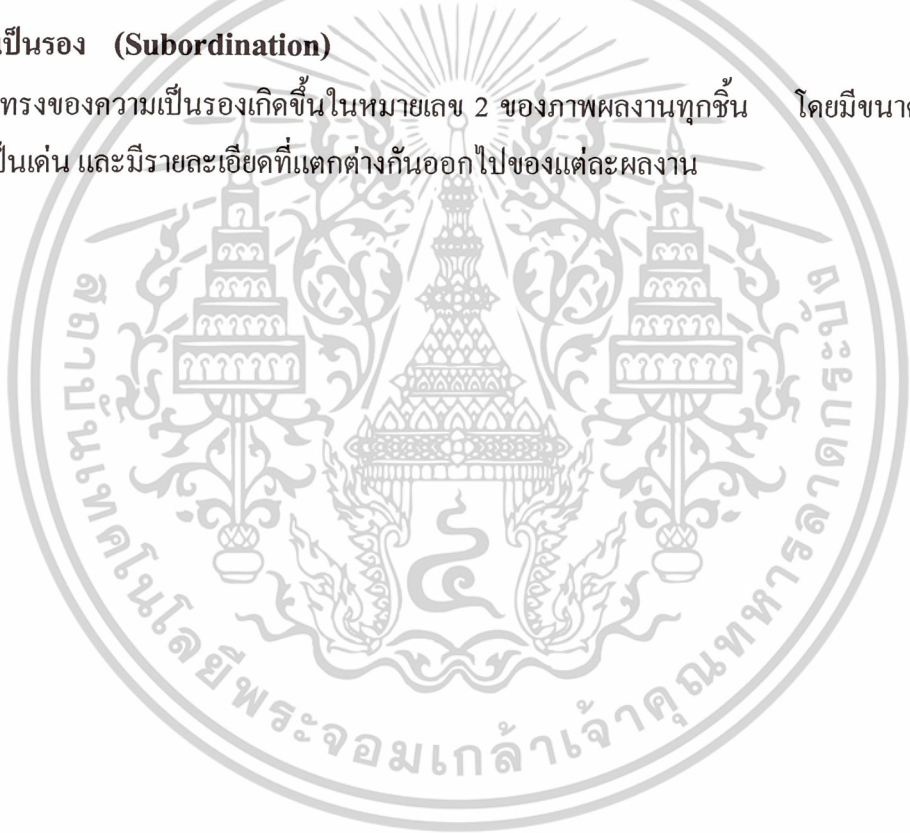 เป็นรอง (Subordination)
ทรงของความเป็นรองเกิดขึ้นในหมายเลข 2 ของภาพผลงานทุกชิ้น โดยมีขนาด
ป็นเด่น และมีรายละเอียดที่แตกต่างกันออกไปของแต่ละผลงาน
สถาบันเทคโนโลยีพระจอมเกล้าเจ้าคุณทหารลาดกระบัง
๔